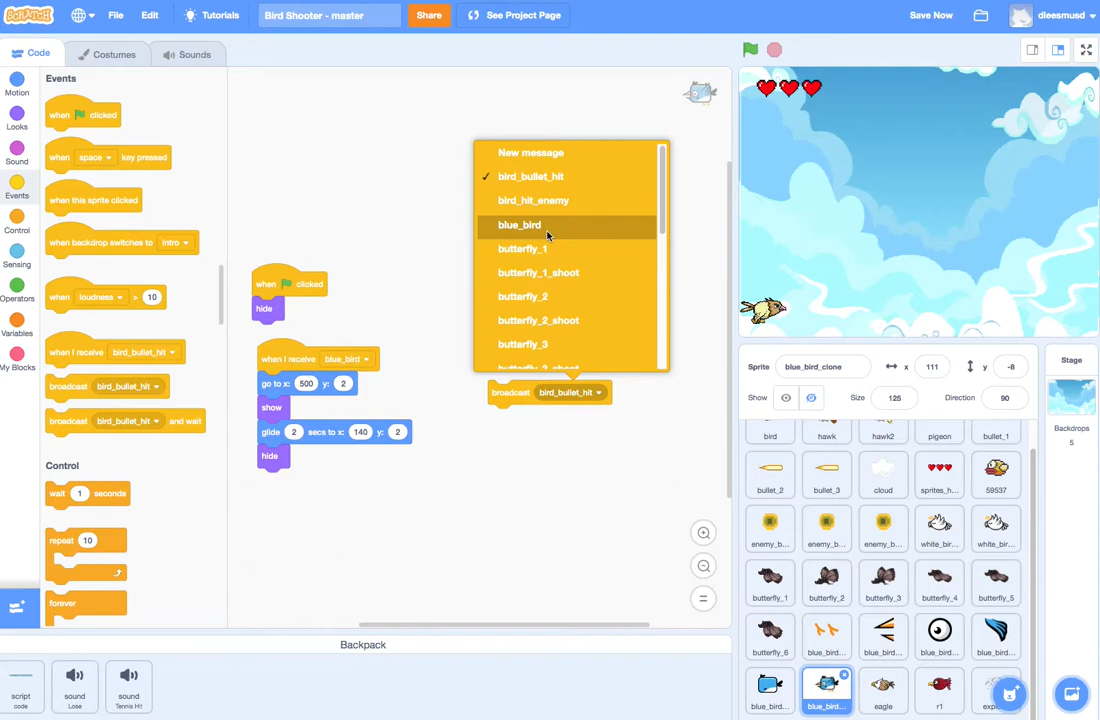 SCRATCH File Edit Tutorials Bird Shooter - master Share See Project Page Save Now dleesmusd
Code Costumes Sounds
Motion
Looks
Sound
Events
Control
Sensing
Operators
Variables
My Blocks
Events
when clicked
when space key pressed
when this sprite clicked
when backdrop switches to intro
when loudness > 10
when I receive bird_bullet_hit
broadcast bird_bullet_hit
broadcast bird_bullet_hit and wait
Control
wait 1 seconds
repeat 10
forever
when clicked
hide
when I receive blue_bird
go to x: 500 y: 2
show
glide 2 secs to x: 140 y: 2
hide
New message
✓ bird_bullet_hit
bird_hit_enemy
blue_bird
butterfly_1
butterfly_1_shoot
butterfly_2
butterfly_2_shoot
butterfly_3
butterfly_3_shoot
broadcast bird_bullet_hit
Sprite blue_bird_clone x 111 y -8
Show Size 125 Direction 90
Stage
Backdrops
5
bird hawk hawk2 pigeon bullet_1
bullet_2 bullet_3 cloud sprites_h... 59537
enemy_b... enemy_b... enemy_b... white_bir... white_bir...
butterfly_1 butterfly_2 butterfly_3 butterfly_4 butterfly_5
butterfly_6 blue_bird... blue_bird... blue_bird... blue_bird...
blue_bird... blue_bird... eagle r1
Backpack
script
code
sound
Lose
sound
Tennis Hit